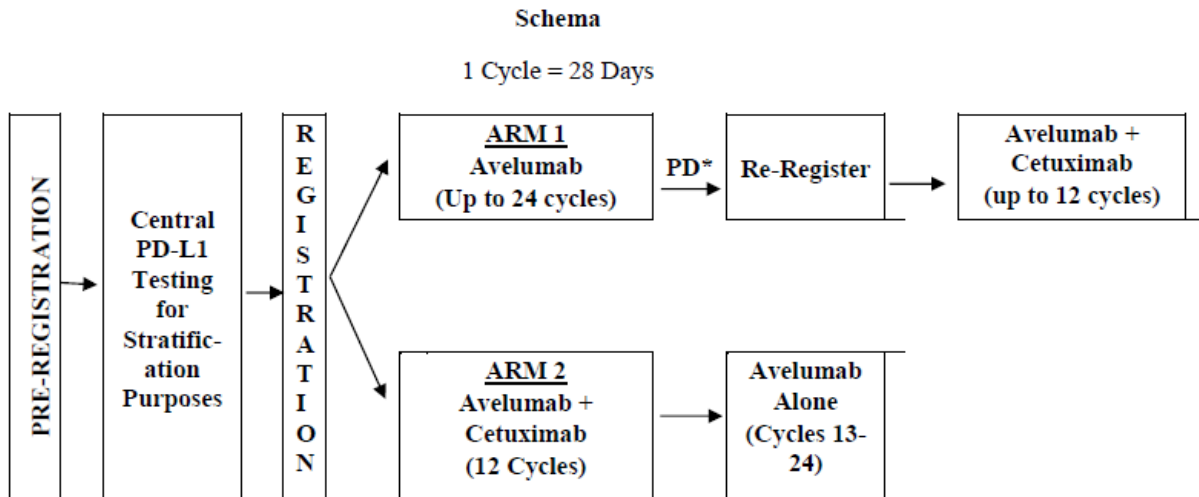 Schema
1 Cycle = 28 Days
PRE-REGISTRATION
Central
PD-L1
Testing
for
Stratific-
ation
Purposes
REGISTRATION
ARM 1
Avelumab
(Up to 24 cycles)
PD*
Re-Register
Avelumab +
Cetuximab
(up to 12 cycles)
ARM 2
Avelumab +
Cetuximab
(12 Cycles)
Avelumab
Alone
(Cycles 13-
24)